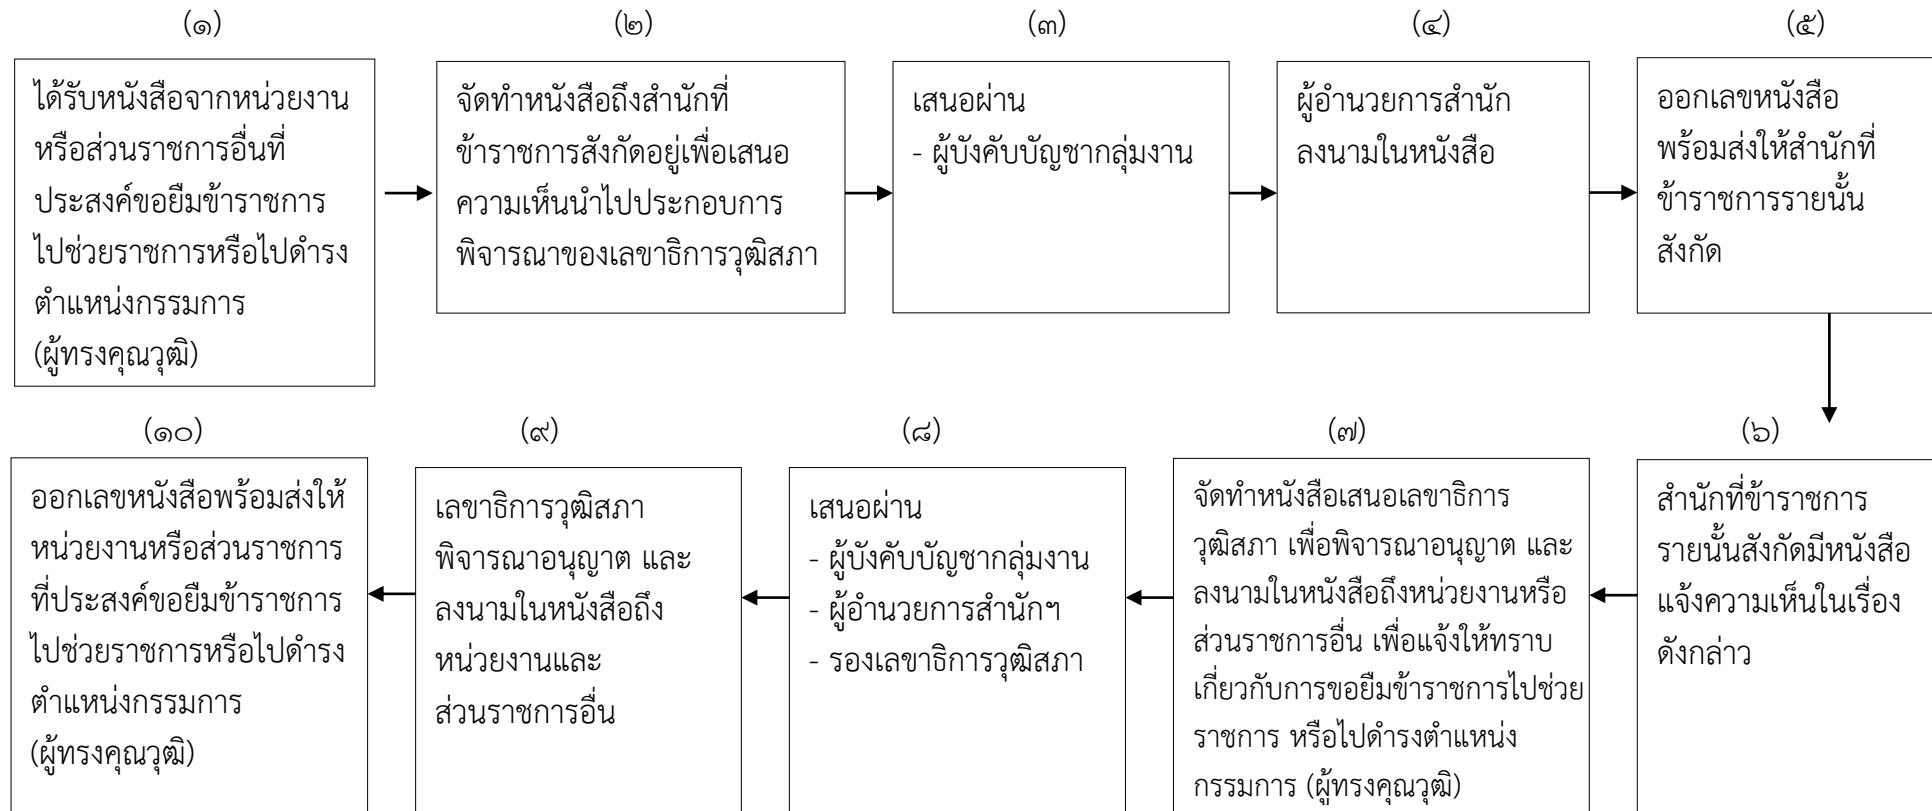 (๑)
ได้รับหนังสือจากหน่วยงาน
หรือส่วนราชการอื่นที่
ประสงค์ขอยืมข้าราชการ
ไปช่วยราชการหรือไปดำรง
ตำแหน่งกรรมการ
(ผู้ทรงคุณวุฒิ)
(๒)
จัดทำหนังสือถึงสำนักที่
ข้าราชการสังกัดอยู่เพื่อเสนอ
ความเห็นนำไปประกอบการ
พิจารณาของเลขาธิการวุฒิสภา
(๓)
เสนอผ่าน
- ผู้บังคับบัญชากลุ่มงาน
(๔)
ผู้อำนวยการสำนัก
ลงนามในหนังสือ
(๕)
ออกเลขหนังสือ
พร้อมส่งให้สำนักที่
ข้าราชการรายนั้น
สังกัด
(๖)
สำนักที่ข้าราชการ
รายนั้นสังกัดมีหนังสือ
แจ้งความเห็นในเรื่อง
ดังกล่าว
(๗)
จัดทำหนังสือเสนอเลขาธิการ
วุฒิสภา เพื่อพิจารณาอนุญาต และ
ลงนามในหนังสือถึงหน่วยงานหรือ
ส่วนราชการอื่น เพื่อแจ้งให้ทราบ
เกี่ยวกับการขอยืมข้าราชการไปช่วย
ราชการ หรือไปดำรงตำแหน่ง
กรรมการ (ผู้ทรงคุณวุฒิ)
(๘)
เสนอผ่าน
- ผู้บังคับบัญชากลุ่มงาน
- ผู้อำนวยการสำนักฯ
- รองเลขาธิการวุฒิสภา
(๙)
เลขาธิการวุฒิสภา
พิจารณาอนุญาต และ
ลงนามในหนังสือถึง
หน่วยงานและ
ส่วนราชการอื่น
(๑๐)
ออกเลขหนังสือพร้อมส่งให้
หน่วยงานหรือส่วนราชการ
ที่ประสงค์ขอยืมข้าราชการ
ไปช่วยราชการหรือไปดำรง
ตำแหน่งกรรมการ
(ผู้ทรงคุณวุฒิ)